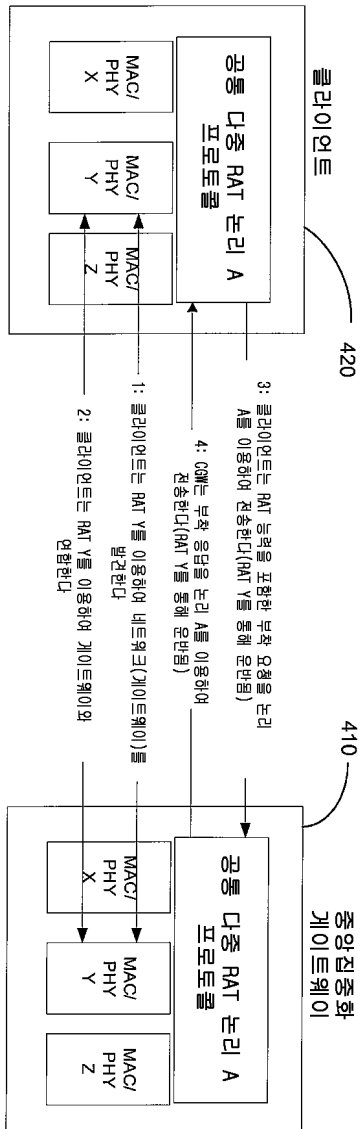 클라이언트
420
공통 다중 RAT 논리 A
프로토콜
MAC/
PHY
X
MAC/
PHY
Y
MAC/
PHY
Z
3: 클라이언트는 RAT 능력을 포함한 부착 요청을 논리
A를 이용하여 전송한다(RAT Y를 통해 운반됨)
4: CGW는 부착 응답을 논리 A를 이용하여
전송한다(RAT Y를 통해 운반됨)
1: 클라이언트는 RAT Y를 이용하여 네트워크(게이트웨이)를
발견한다
2: 클라이언트는 RAT Y를 이용하여 게이트웨이와
연합한다
410
중앙집중화
게이트웨이
공통 다중 RAT 논리 A
프로토콜
MAC/
PHY
X
MAC/
PHY
Y
MAC/
PHY
Z